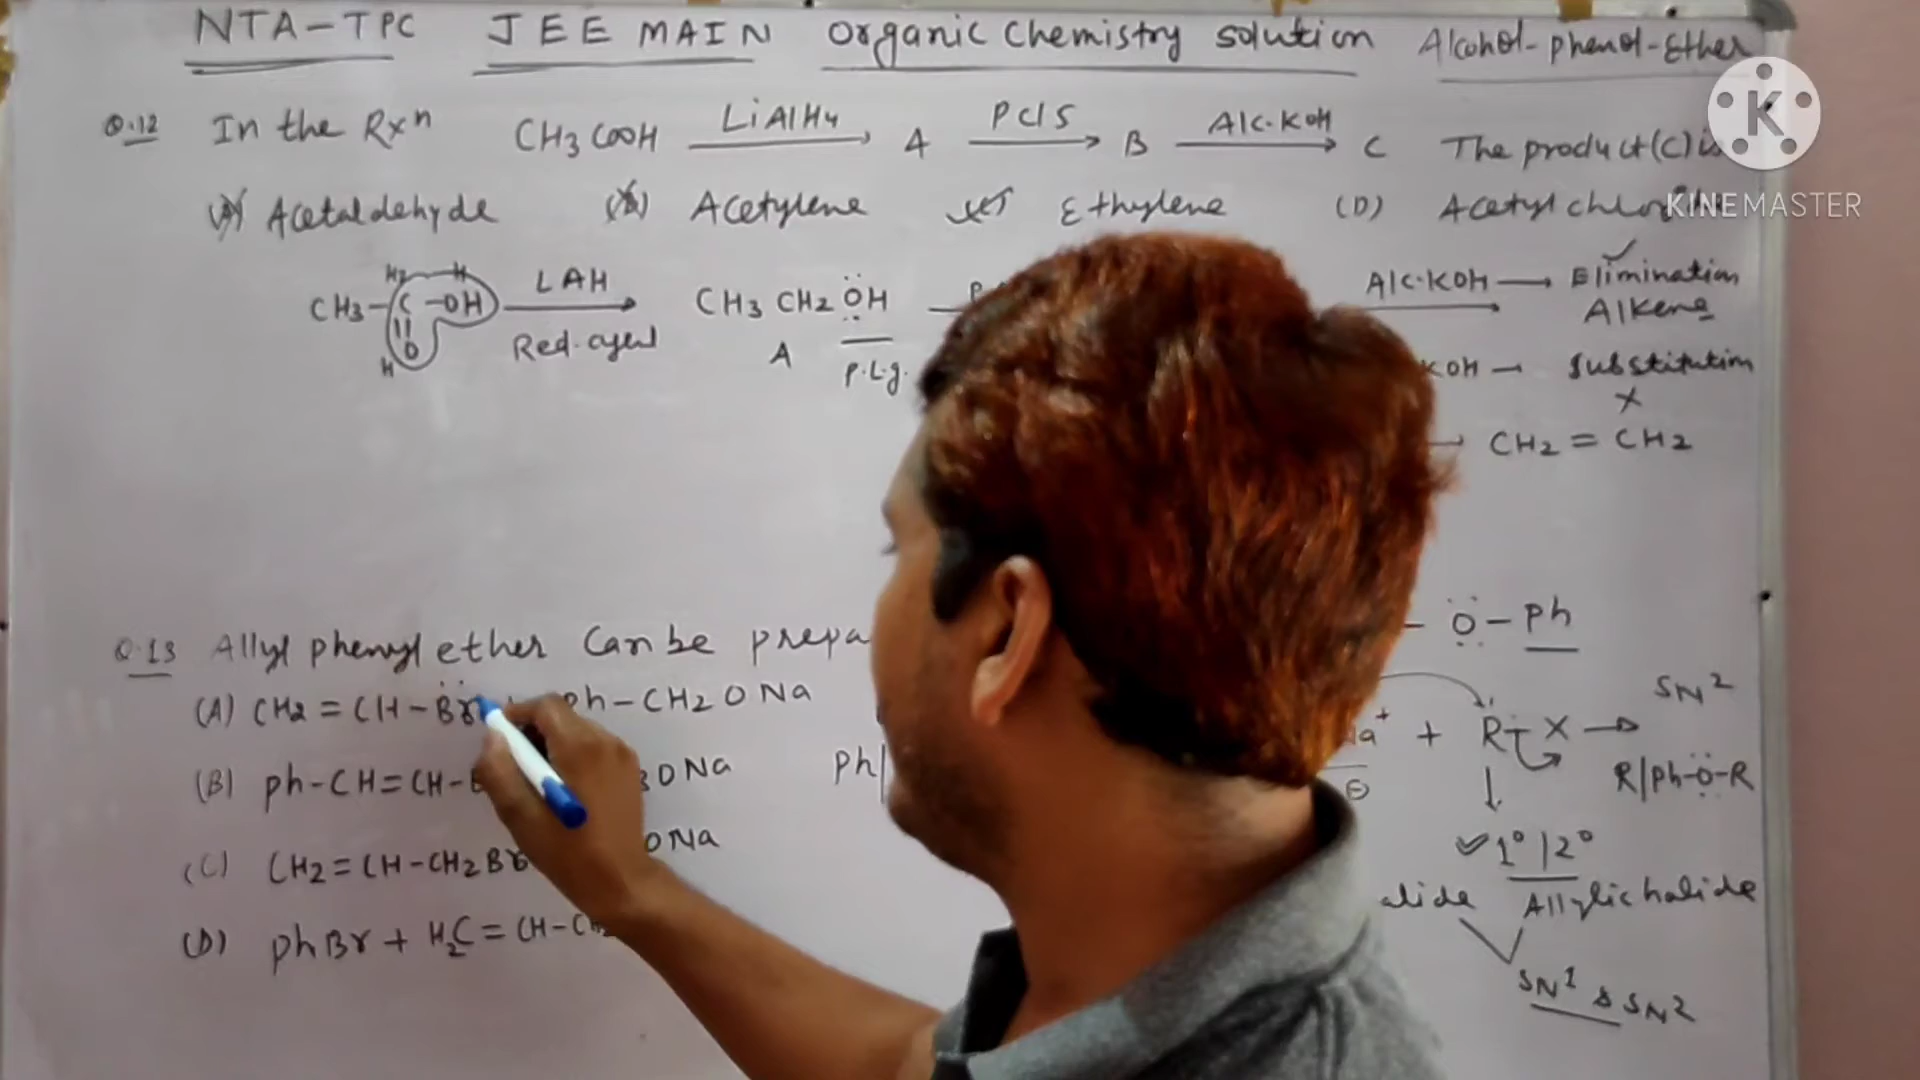 NTA-TPC JEE MAIN Organic Chemistry solution Alcohol-phenol-Ether
K
KINEMASTER
Q.12 In the Rxn CH3COOH LiAlH4 A PCl5 B Alc.KOH C The product(C) is
(A) Acetaldehyde (B) Acetylene Ethylene (D) Acetyl
H2 H
CH3-C-OH LAH CH3CH2ÖH Alc.KOH — Elimination
O Red.agent A P.L.g. Alkene
H
KOH — Substitution
X
CH2=CH2
Q.13 Allyl phenyl ether can be - Ö-Ph
(A) CH2=CH-Br Ph-CH2ONa
SN2
+ R-X
(B) Ph-CH=CH- ONa Ph|
⊖ R|Ph-Ö-R
(C) CH2=CH-CH2Br ONa
1°|2°
Allylic halide
(D) PhBr + H2C=CH-
SN1 & SN2